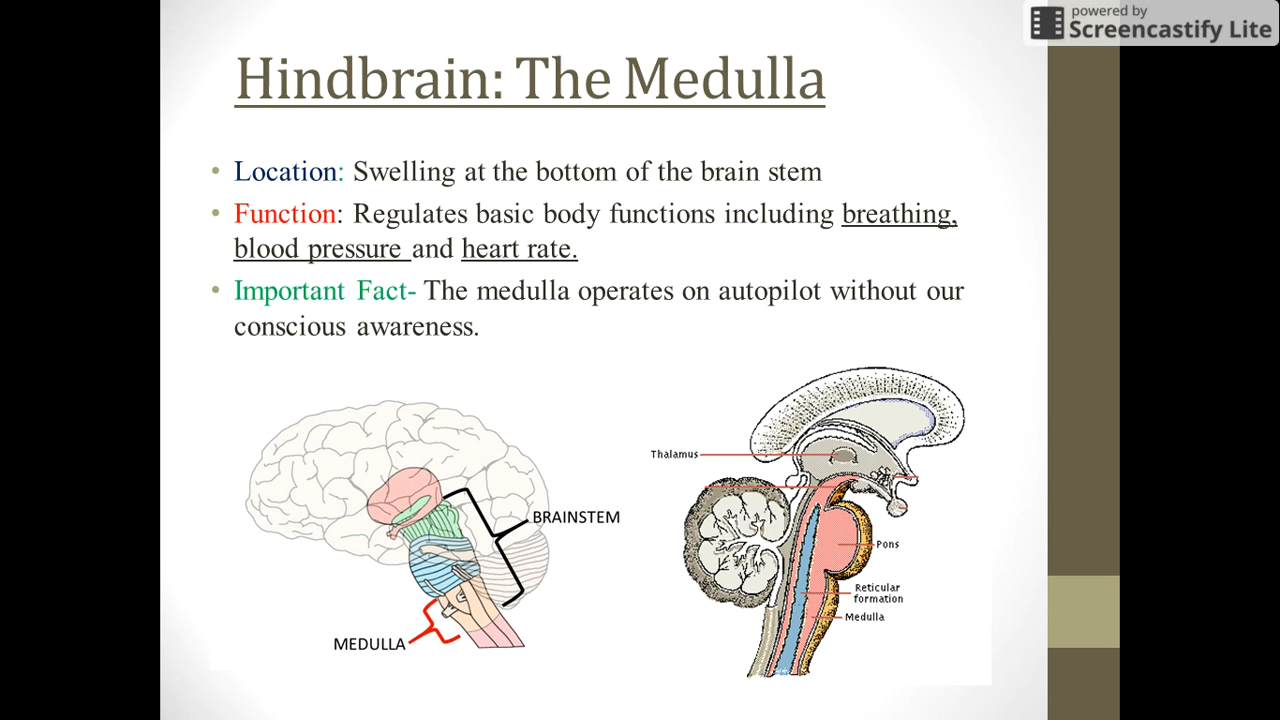 powered by
Screencastify Lite
Hindbrain: The Medulla
• Location: Swelling at the bottom of the brain stem
• Function: Regulates basic body functions including breathing,
blood pressure and heart rate.
• Important Fact- The medulla operates on autopilot without our
conscious awareness.
BRAINSTEM
MEDULLA
Thalamus
Pons
Reticular
formation
Medulla